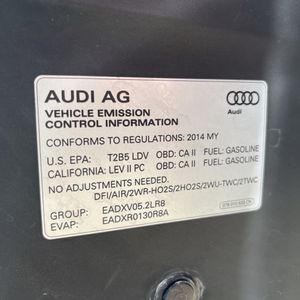 AUDI AG
Audi
VEHICLE EMISSION
CONTROL INFORMATION
CONFORMS TO REGULATIONS: 2014 MY
U.S. EPA: T2B5 LDV OBD: CA II FUEL: GASOLINE
CALIFORNIA: LEV II PC OBD: CA II FUEL: GASOLINE
NO ADJUSTMENTS NEEDED.
DFI/AIR/2WR-HO2S/2HO2S/2WU-TWC/2TWC
GROUP: EADXV05.2LR8
EVAP: EADXR0130R8A